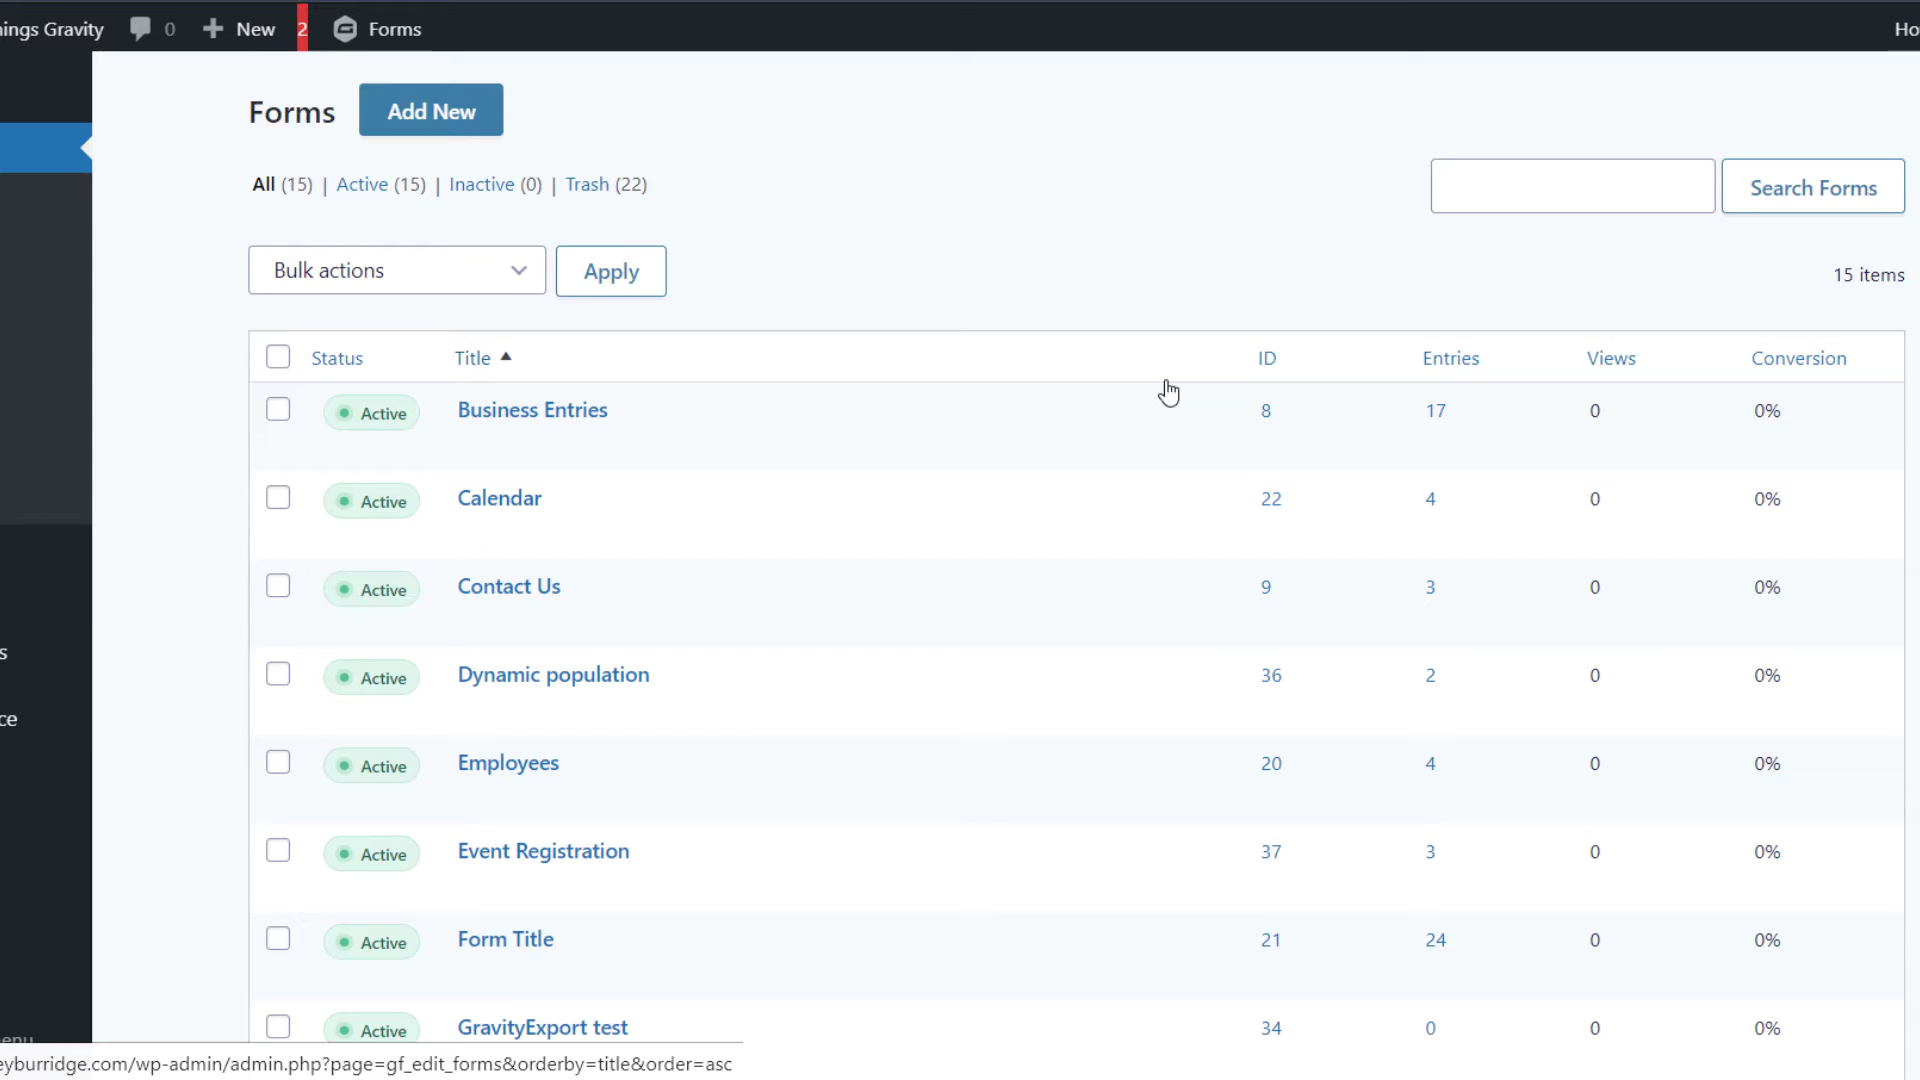 ings Gravity 0 New 2 Forms Ho
Forms Add New
All (15) | Active (15) | Inactive (0) | Trash (22)
Search Forms
Bulk actions Apply
15 items
Status Title ID Entries Views Conversion
Active Business Entries 8 17 0 0%
Active Calendar 22 4 0 0%
Active Contact Us 9 3 0 0%
Active Dynamic population 36 2 0 0%
s
ce
Active Employees 20 4 0 0%
Active Event Registration 37 3 0 0%
Active Form Title 21 24 0 0%
Active GravityExport test 34 0 0 0%
enu
eyburridge.com/wp-admin/admin.php?page=gf_edit_forms&orderby=title&order=asc